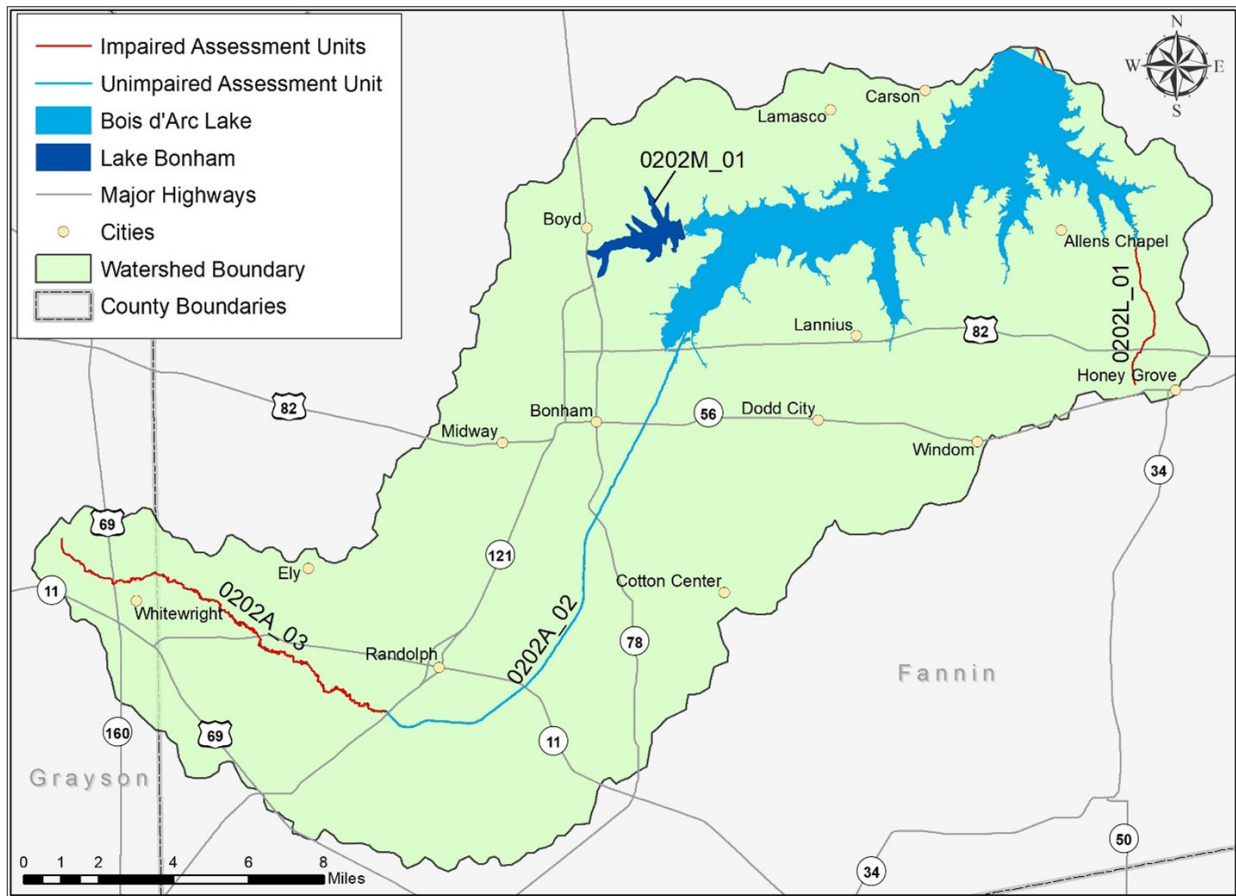 Impaired Assessment Units
Unimpaired Assessment Unit
Bois d'Arc Lake
Lake Bonham
Major Highways
Cities
Watershed Boundary
County Boundaries
N
W E
S
Carson
Lamasco
0202M_01
Boyd
Allens Chapel
0202L_01
Lannius
82
Honey Grove
82
Bonham
56
Dodd City
Midway
Windom
34
69
121
Ely
11
Cotton Center
Whitewright
0202A_03
0202A_02
78
Randolph
Fannin
160
69
11
Grayson
50
34
0 1 2 4 6 8
Miles